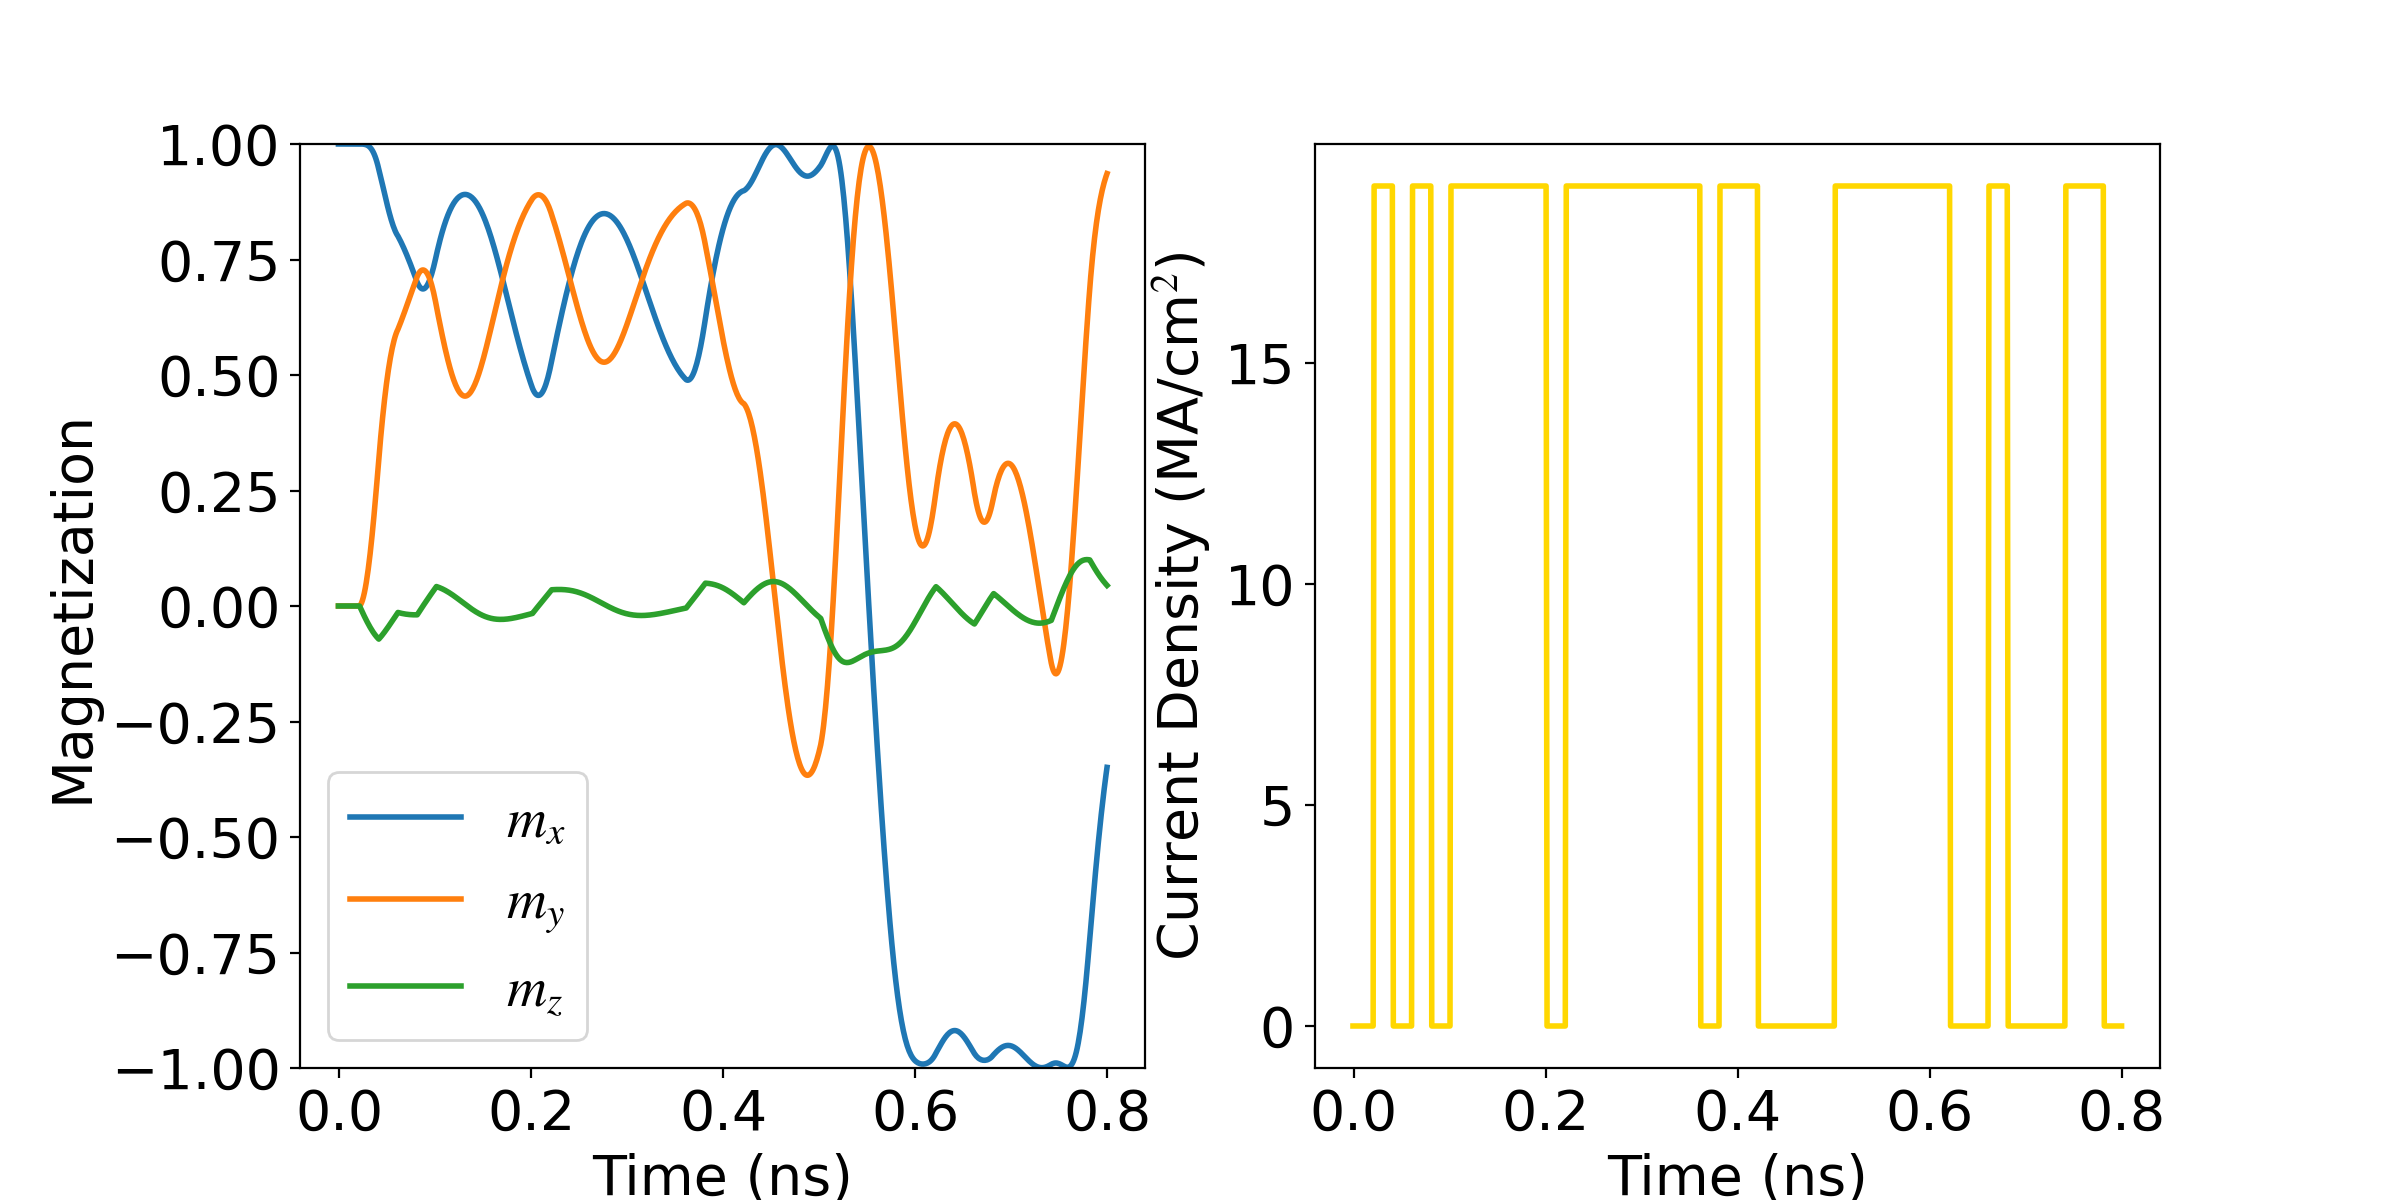 1.00
0.75
0.50
0.25
0.00
−0.25
−0.50
−0.75
−1.00
Magnetization
m_x
m_y
m_z
0.0 0.2 0.4 0.6 0.8
Time (ns)
Current Density (MA/cm²)
15
10
5
0
0.0 0.2 0.4 0.6 0.8
Time (ns)